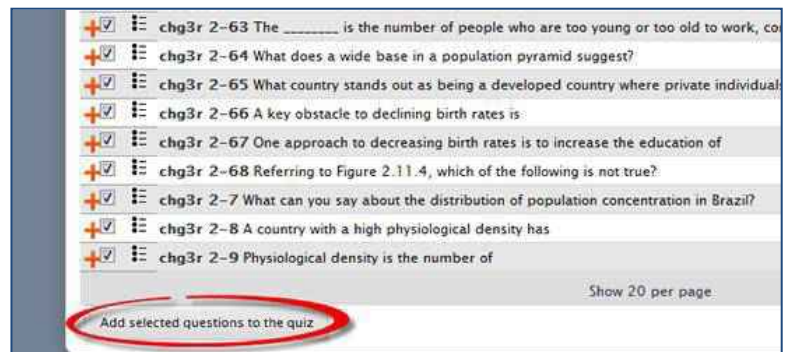 chg3r 2-63 The ________ is the number of people who are too young or too old to work, co
chg3r 2-64 What does a wide base in a population pyramid suggest?
chg3r 2-65 What country stands out as being a developed country where private individuals
chg3r 2-66 A key obstacle to declining birth rates is
chg3r 2-67 One approach to decreasing birth rates is to increase the education of
chg3r 2-68 Referring to Figure 2.11.4, which of the following is not true?
chg3r 2-7 What can you say about the distribution of population concentration in Brazil?
chg3r 2-8 A country with a high physiological density has
chg3r 2-9 Physiological density is the number of
Show 20 per page
Add selected questions to the quiz